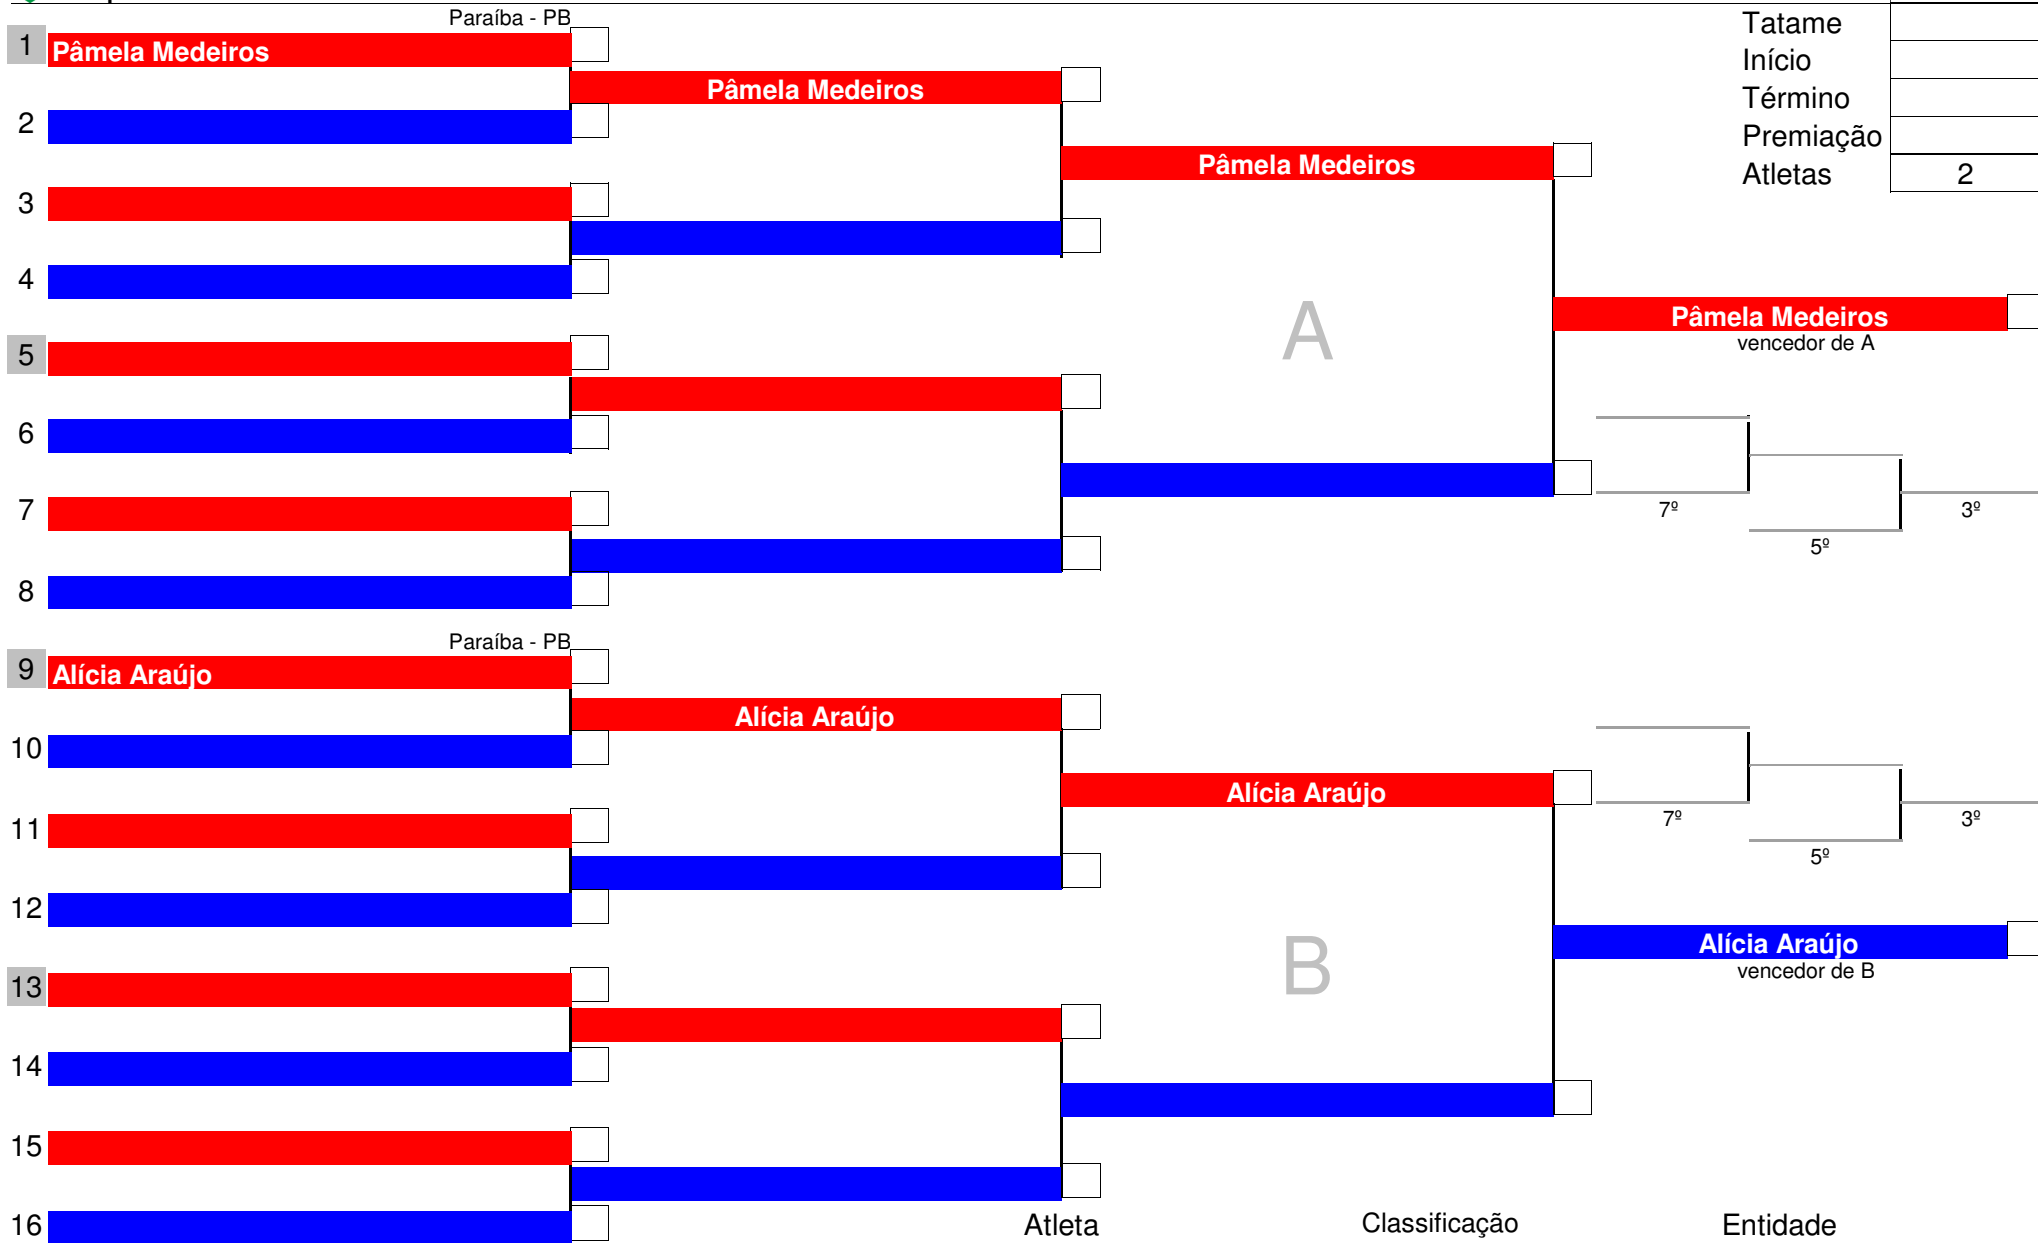 Paraíba - PB
Tatame
1 Pâmela Medeiros
Início
Pâmela Medeiros
Término
2
Premiação
Pâmela Medeiros
Atletas 2
3
4
Pâmela Medeiros
A
vencedor de A
5
6
7
7º 3º
5º
8
Paraíba - PB
9 Alícia Araújo
Alícia Araújo
10
Alícia Araújo
7º 3º
11
5º
12
Alícia Araújo
B
vencedor de B
13
14
15
16
Atleta Classificação Entidade